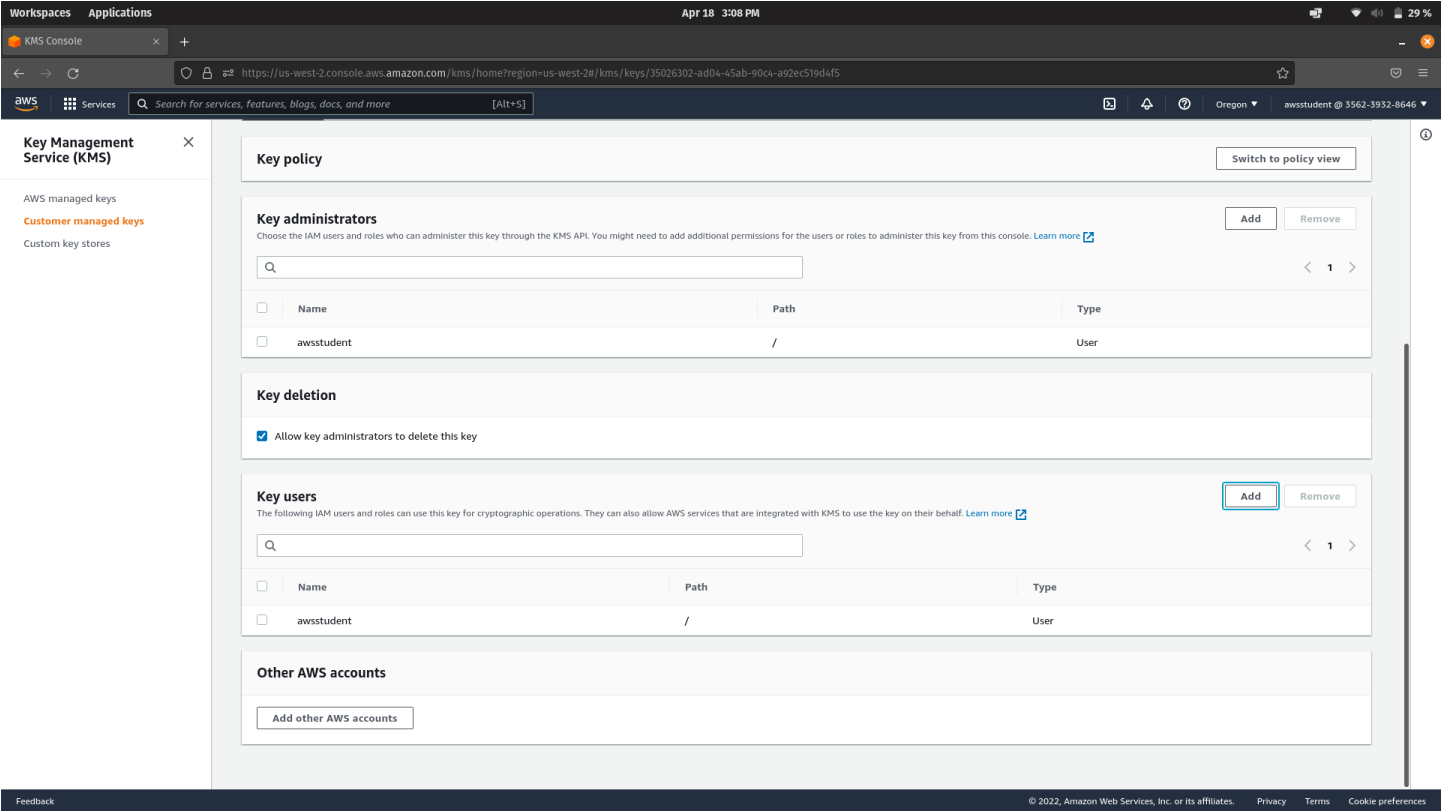 Workspaces Applications Apr 18 3:08 PM 29 %
KMS Console
https://us-west-2.console.aws.amazon.com/kms/home?region=us-west-2#/kms/keys/35026302-ad04-45ab-90c4-a92ec519d4f5
aws Services Search for services, features, blogs, docs, and more [Alt+S] Oregon awsstudent @ 3562-3932-8646
Key Management
Service (KMS)
AWS managed keys
Customer managed keys
Custom key stores
Key policy Switch to policy view
Key administrators Add Remove
Choose the IAM users and roles who can administer this key through the KMS API. You might need to add additional permissions for the users or roles to administer this key from this console. Learn more
1
Name Path Type
awsstudent / User
Key deletion
Allow key administrators to delete this key
Key users Add Remove
The following IAM users and roles can use this key for cryptographic operations. They can also allow AWS services that are integrated with KMS to use the key on their behalf. Learn more
1
Name Path Type
awsstudent / User
Other AWS accounts
Add other AWS accounts
Feedback © 2022, Amazon Web Services, Inc. or its affiliates. Privacy Terms Cookie preferences